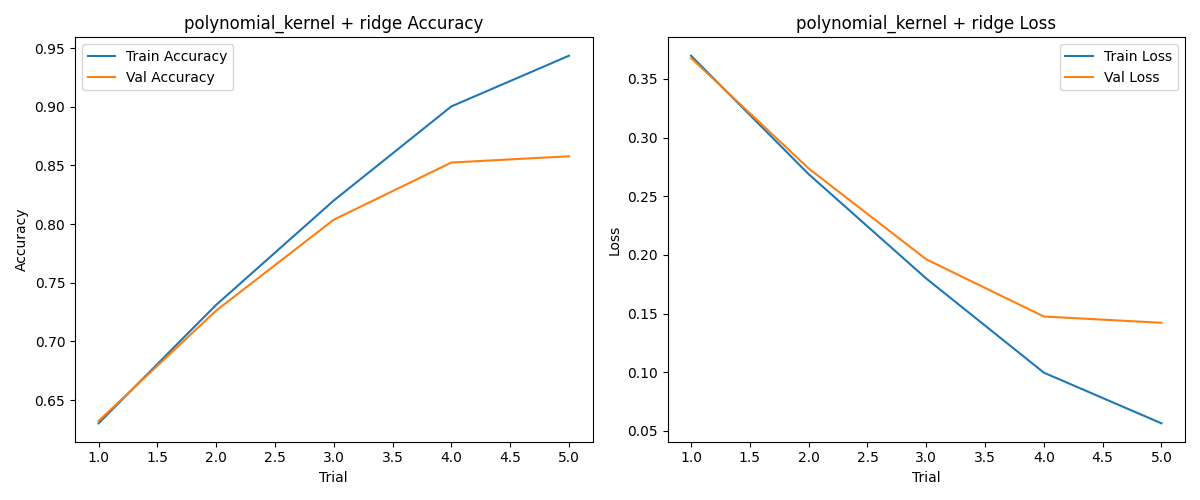 polynomial_kernel + ridge Accuracy
Train Accuracy
Val Accuracy
0.95
0.90
0.85
0.80
0.75
0.70
0.65
Accuracy
1.0 1.5 2.0 2.5 3.0 3.5 4.0 4.5 5.0
Trial
polynomial_kernel + ridge Loss
Train Loss
Val Loss
0.35
0.30
0.25
0.20
0.15
0.10
0.05
Loss
1.0 1.5 2.0 2.5 3.0 3.5 4.0 4.5 5.0
Trial